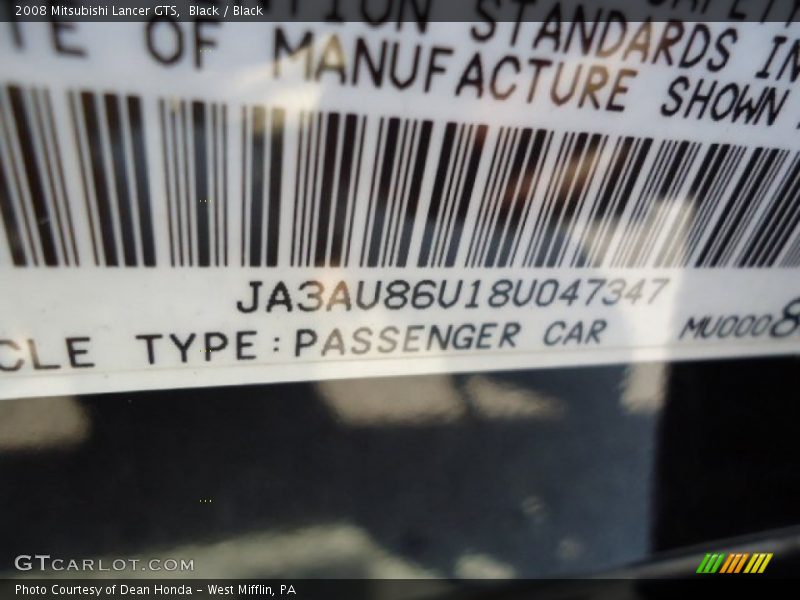 2008 Mitsubishi Lancer GTS, Black / Black
STANDARDS IN
TE OF MANUFACTURE SHOWN
JA3AU86U18U047347
CLE TYPE: PASSENGER CAR MU0008
GTCARLOT.COM
Photo Courtesy of Dean Honda - West Mifflin, PA